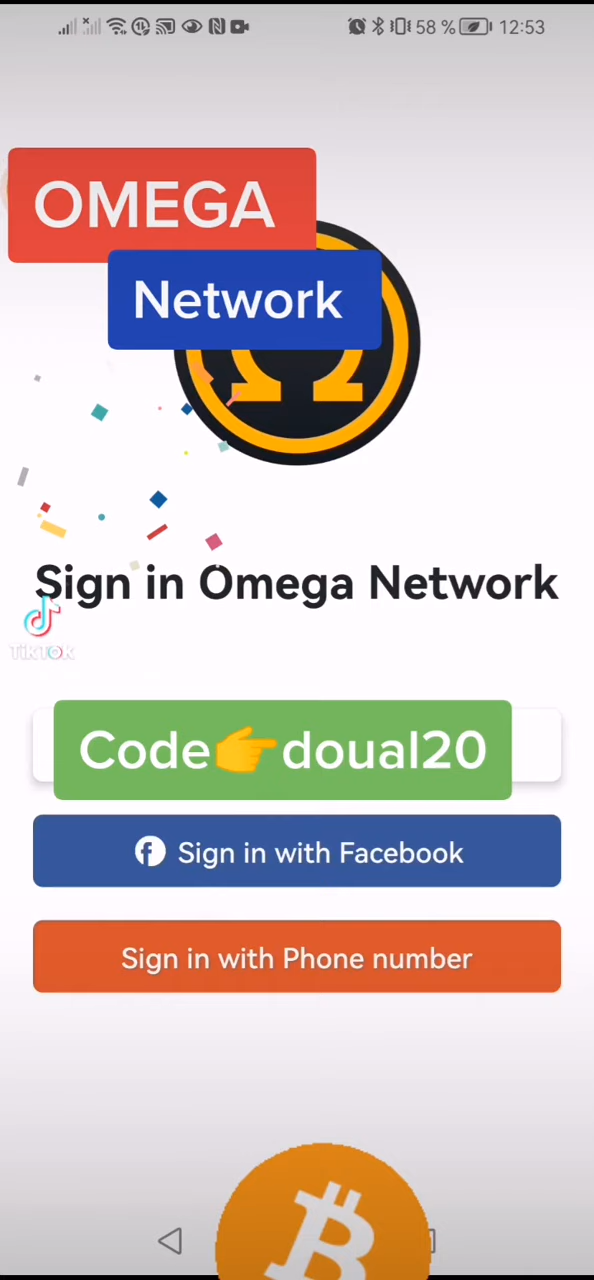 58 % 12:53
OMEGA
Network
Sign in Omega Network
TikTok
Code👉doual20
Sign in with Facebook
Sign in with Phone number